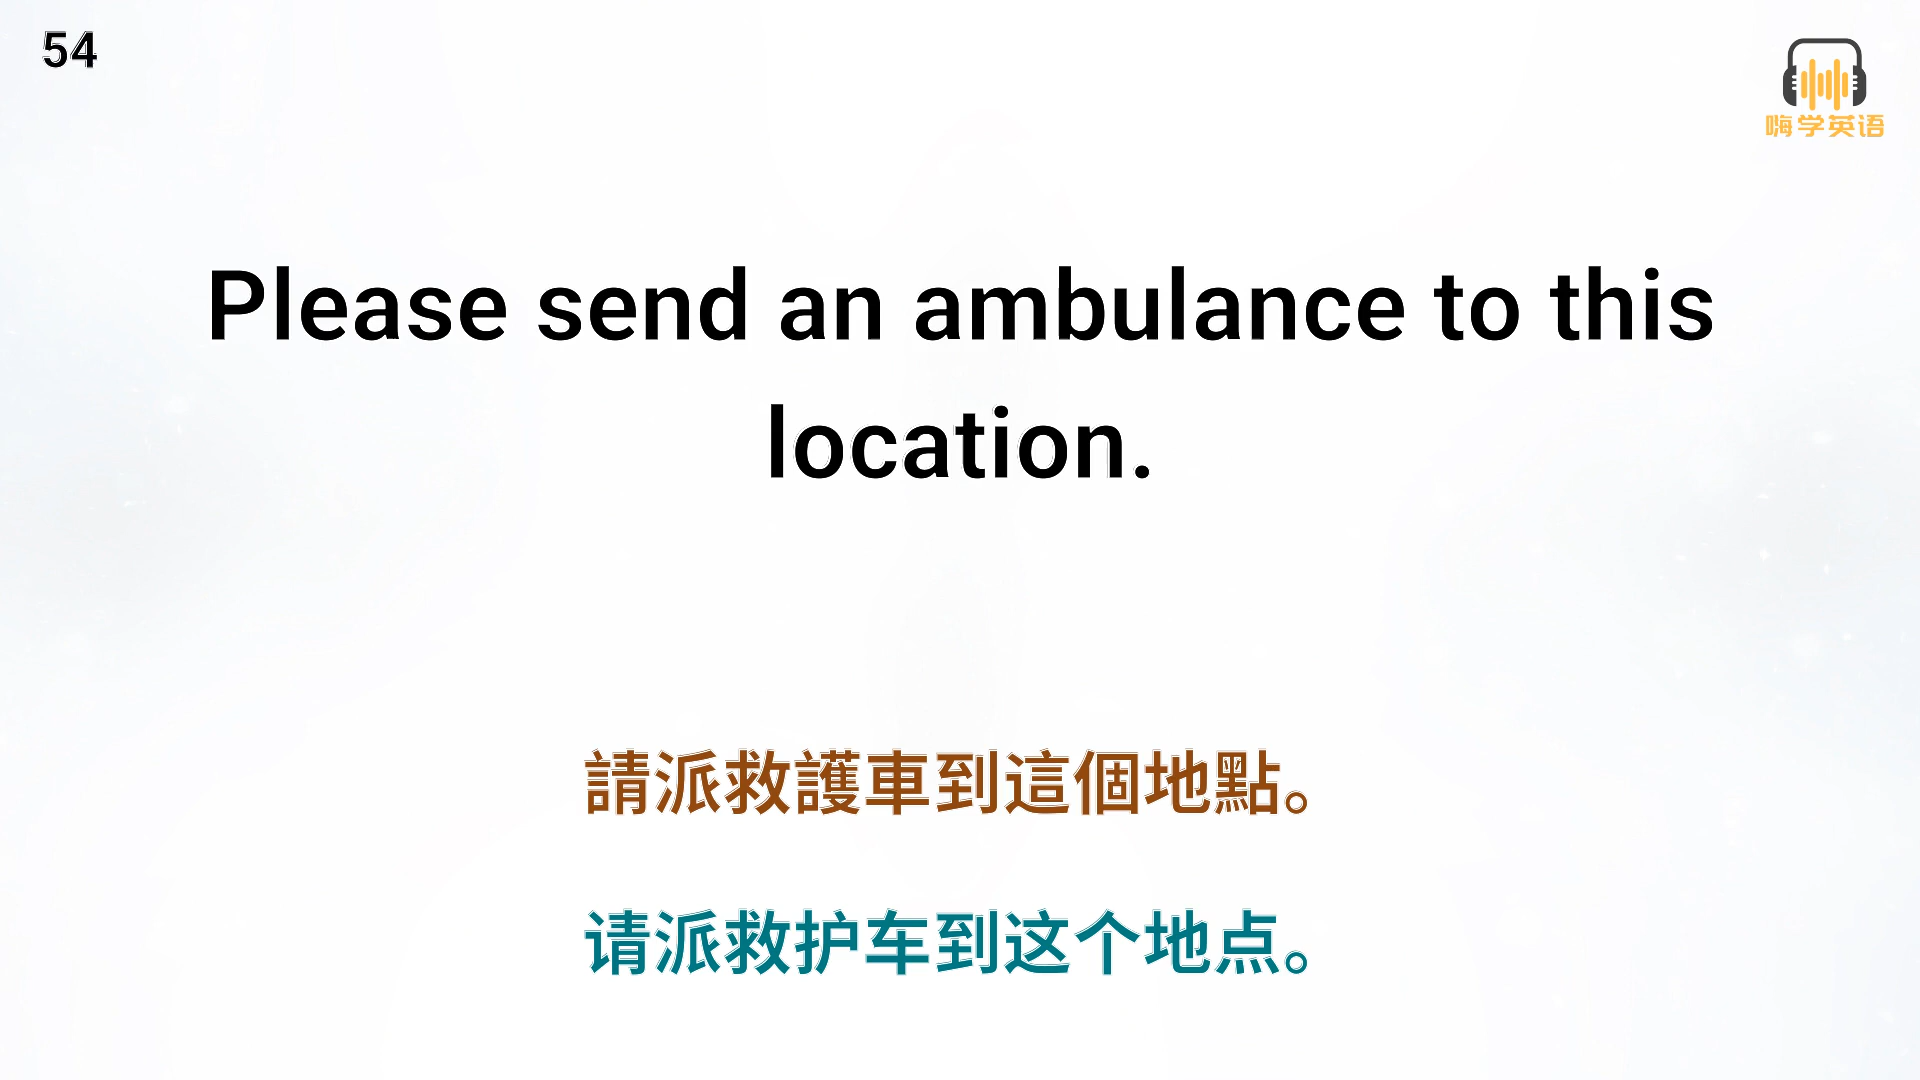 54
嗨学英语
Please send an ambulance to this
location.
請派救護車到這個地點。
请派救护车到这个地点。